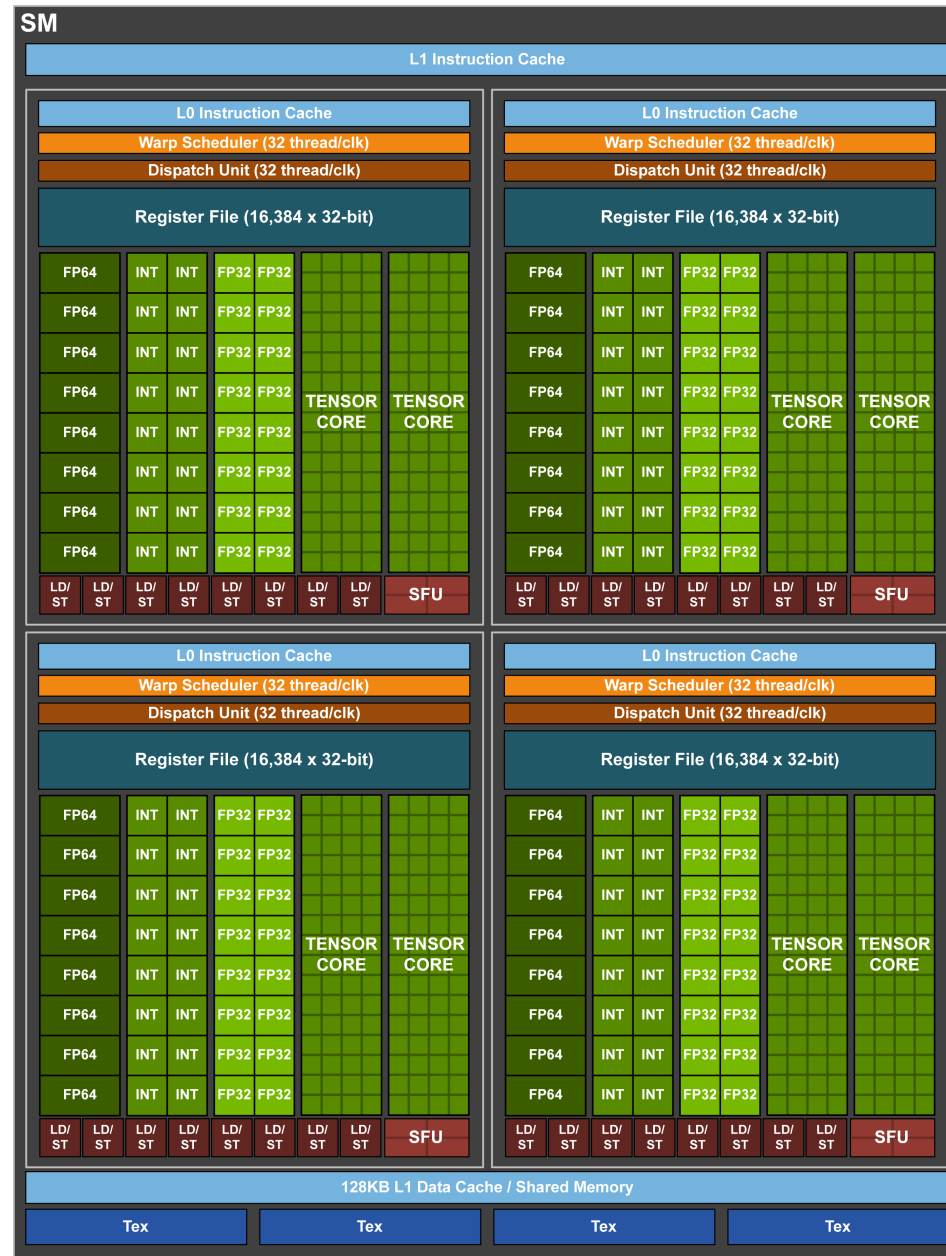 SM
L1 Instruction Cache
L0 Instruction Cache
Warp Scheduler (32 thread/clk)
Dispatch Unit (32 thread/clk)
Register File (16,384 x 32-bit)
FP64 INT INT FP32 FP32
FP64 INT INT FP32 FP32
FP64 INT INT FP32 FP32
FP64 INT INT FP32 FP32
FP64 INT INT FP32 FP32
FP64 INT INT FP32 FP32
FP64 INT INT FP32 FP32
FP64 INT INT FP32 FP32
TENSOR CORE
TENSOR CORE
LD/ST LD/ST LD/ST LD/ST LD/ST LD/ST LD/ST LD/ST SFU
L0 Instruction Cache
Warp Scheduler (32 thread/clk)
Dispatch Unit (32 thread/clk)
Register File (16,384 x 32-bit)
FP64 INT INT FP32 FP32
FP64 INT INT FP32 FP32
FP64 INT INT FP32 FP32
FP64 INT INT FP32 FP32
FP64 INT INT FP32 FP32
FP64 INT INT FP32 FP32
FP64 INT INT FP32 FP32
FP64 INT INT FP32 FP32
TENSOR CORE
TENSOR CORE
LD/ST LD/ST LD/ST LD/ST LD/ST LD/ST LD/ST LD/ST SFU
L0 Instruction Cache
Warp Scheduler (32 thread/clk)
Dispatch Unit (32 thread/clk)
Register File (16,384 x 32-bit)
FP64 INT INT FP32 FP32
FP64 INT INT FP32 FP32
FP64 INT INT FP32 FP32
FP64 INT INT FP32 FP32
FP64 INT INT FP32 FP32
FP64 INT INT FP32 FP32
FP64 INT INT FP32 FP32
FP64 INT INT FP32 FP32
TENSOR CORE
TENSOR CORE
LD/ST LD/ST LD/ST LD/ST LD/ST LD/ST LD/ST LD/ST SFU
L0 Instruction Cache
Warp Scheduler (32 thread/clk)
Dispatch Unit (32 thread/clk)
Register File (16,384 x 32-bit)
FP64 INT INT FP32 FP32
FP64 INT INT FP32 FP32
FP64 INT INT FP32 FP32
FP64 INT INT FP32 FP32
FP64 INT INT FP32 FP32
FP64 INT INT FP32 FP32
FP64 INT INT FP32 FP32
FP64 INT INT FP32 FP32
TENSOR CORE
TENSOR CORE
LD/ST LD/ST LD/ST LD/ST LD/ST LD/ST LD/ST LD/ST SFU
128KB L1 Data Cache / Shared Memory
Tex Tex Tex Tex